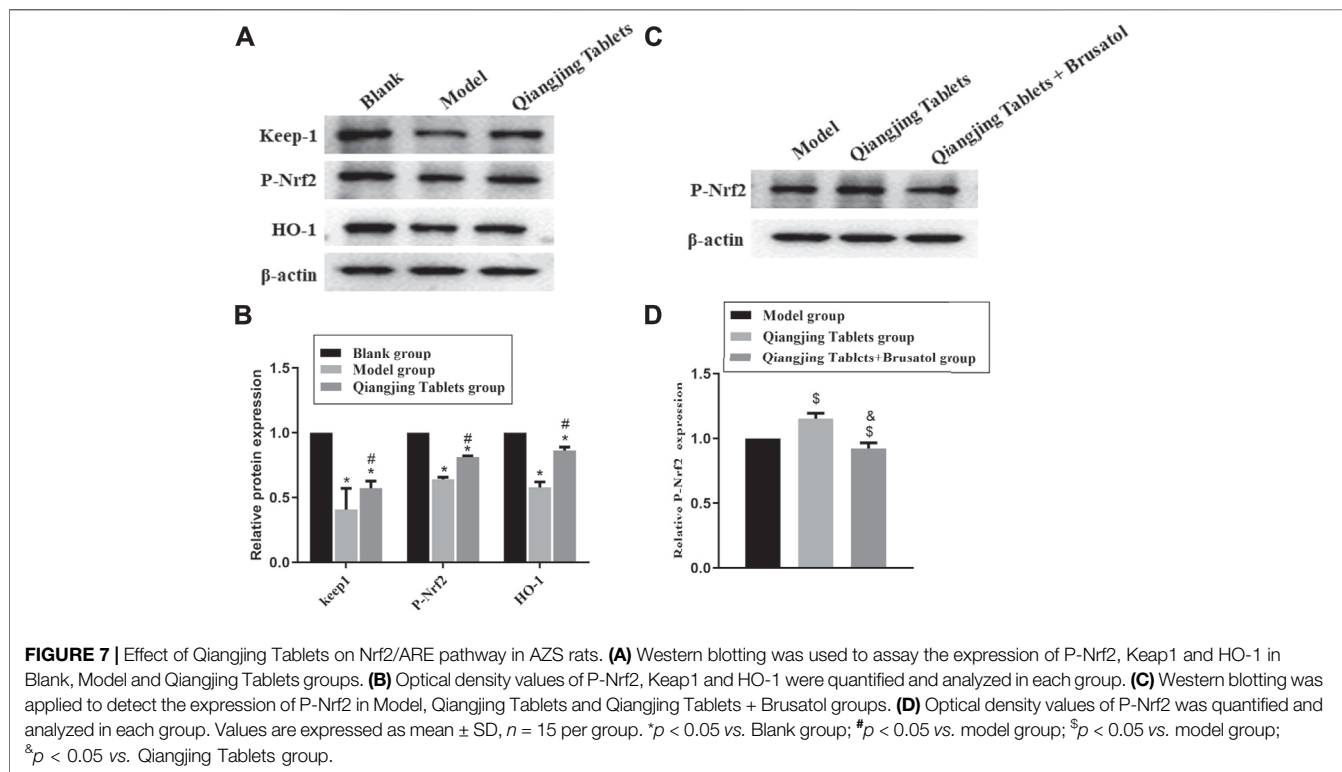 A
Blank
Model
Qiangjing Tablets
Keep-1
P-Nrf2
HO-1
β-actin
B
Blank group
Model group
Qiangjing Tablets group
Relative protein expression
1.5
1.0
0.5
0.0
*
#
*
*
#
*
*
#
*
keep1
P-Nrf2
HO-1
C
Model
Qiangjing Tablets
Qiangjing Tablets + Brusatol
P-Nrf2
β-actin
D
Model group
Qiangjing Tablets group
Qiangjing Tablets+Brusatol group
Relative P-Nrf2 expression
1.5
1.0
0.5
0.0
$
&
$
FIGURE 7 | Effect of Qiangjing Tablets on Nrf2/ARE pathway in AZS rats. (A) Western blotting was used to assay the expression of P-Nrf2, Keap1 and HO-1 in
Blank, Model and Qiangjing Tablets groups. (B) Optical density values of P-Nrf2, Keap1 and HO-1 were quantified and analyzed in each group. (C) Western blotting was
applied to detect the expression of P-Nrf2 in Model, Qiangjing Tablets and Qiangjing Tablets + Brusatol groups. (D) Optical density values of P-Nrf2 was quantified and
analyzed in each group. Values are expressed as mean ± SD, n = 15 per group. *p < 0.05 vs. Blank group; #p < 0.05 vs. model group; $p < 0.05 vs. model group;
&p < 0.05 vs. Qiangjing Tablets group.